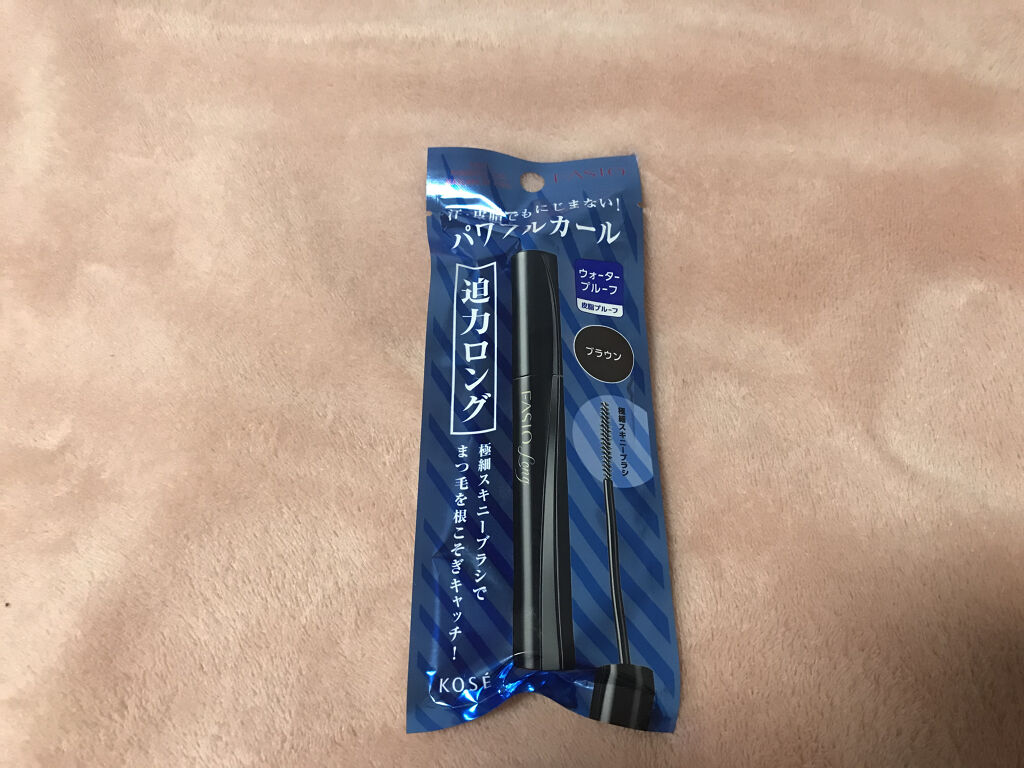 FASIO
汗・皮脂でもにじまない!
パワフルカール
迫力ロング
極細スキニーブラシで
まつ毛を根こそぎキャッチ!
ウォーター
プルーフ
皮脂プルーフ
ブラウン
極細スキニーブラシ
FASIO long
KOSÉ